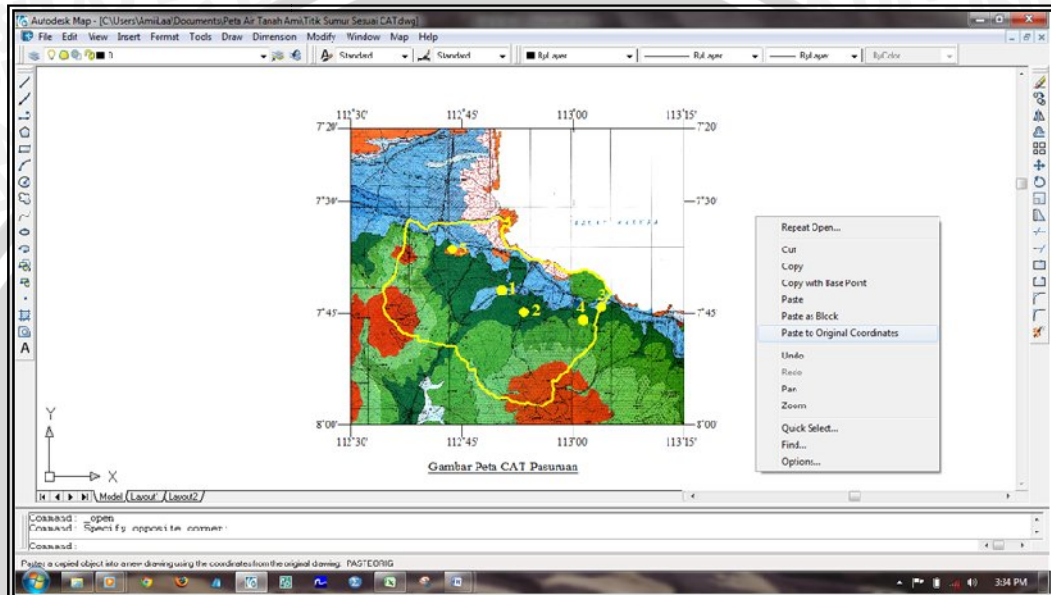 Autodesk Map - [C:\Users\AmiiLaa\Documents\Peta Air Tanah Ami\Titik Sumur Sesuai CAT.dwg]
File Edit View Insert Format Tools Draw Dimension Modify Window Map Help
0 Standard Standard ByLayer ByLayer ByLayer ByColor
112°30' 112°45' 113°00' 113°15'
7°20' 7°20'
7°30' 7°30'
5
1 3
2 4
7°45' 7°45'
8°00' 8°00'
112°30' 112°45' 113°00' 113°15'
Gambar Peta CAT Pasuruan
Repeat Open...
Cut
Copy
Copy with Base Point
Paste
Paste as Block
Paste to Original Coordinates
Undo
Redo
Pan
Zoom
Quick Select...
Find...
Options...
Y
X
Model Layout1 Layout2
Command: _open
Command: Specify opposite corner:
Command:
Pastes a copied object into a new drawing using the coordinates from the original drawing: PASTEORIG
3:34 PM